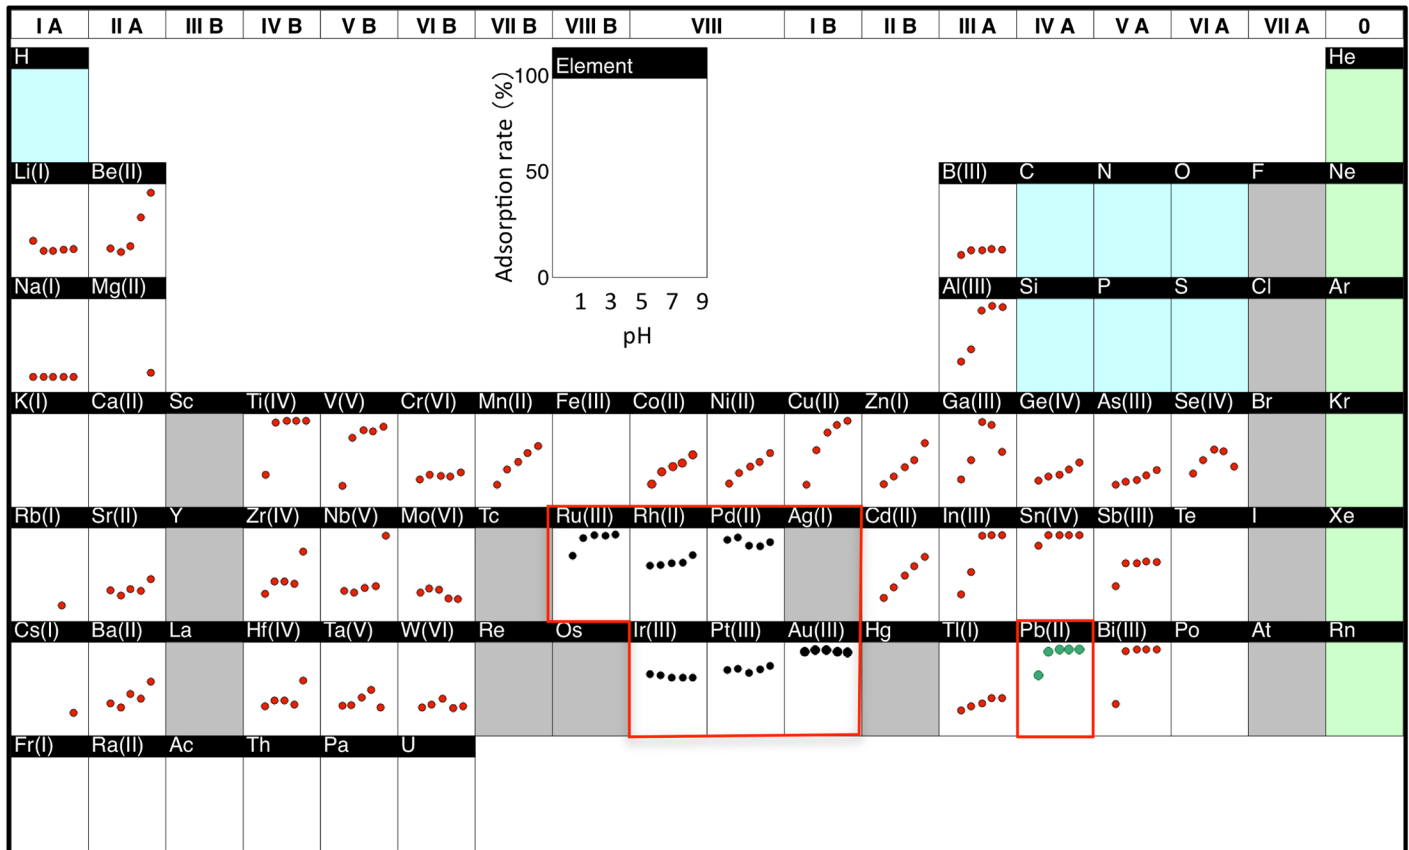 I A II A III B IV B V B VI B VII B VIII B VIII I B II B III A IV A V A VI A VII A 0
H He
Element
Adsorption rate (%)
100
50
0
1 3 5 7 9
pH
Li(I) Be(II) B(III) C N O F Ne
Na(I) Mg(II) Al(III) Si P S Cl Ar
K(I) Ca(II) Sc Ti(IV) V(V) Cr(VI) Mn(II) Fe(III) Co(II) Ni(II) Cu(II) Zn(I) Ga(III) Ge(IV) As(III) Se(IV) Br Kr
Rb(I) Sr(II) Y Zr(IV) Nb(V) Mo(VI) Tc Ru(III) Rh(II) Pd(II) Ag(I) Cd(II) In(III) Sn(IV) Sb(III) Te I Xe
Cs(I) Ba(II) La Hf(IV) Ta(V) W(VI) Re Os Ir(III) Pt(III) Au(III) Hg Tl(I) Pb(II) Bi(III) Po At Rn
Fr(I) Ra(II) Ac Th Pa U